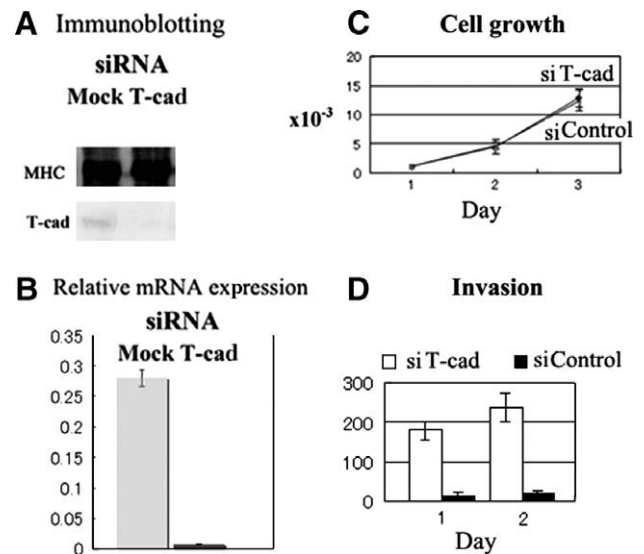 A Immunoblotting
siRNA
Mock T-cad
MHC
T-cad
B Relative mRNA expression
siRNA
Mock T-cad
0.35
0.3
0.25
0.2
0.15
0.1
0.05
0
C Cell growth
x10-3
20
15
10
5
0
si T-cad
siControl
1 2 3
Day
D Invasion
si T-cad siControl
300
200
100
0
1 2
Day